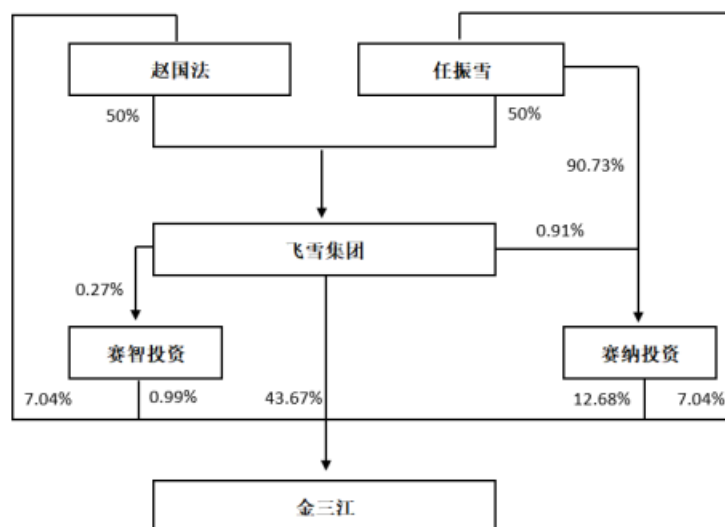 赵国法
任振雪
50%
50%
90.73%
飞雪集团
0.91%
0.27%
赛智投资
赛纳投资
7.04%
0.99%
43.67%
12.68%
7.04%
金三江